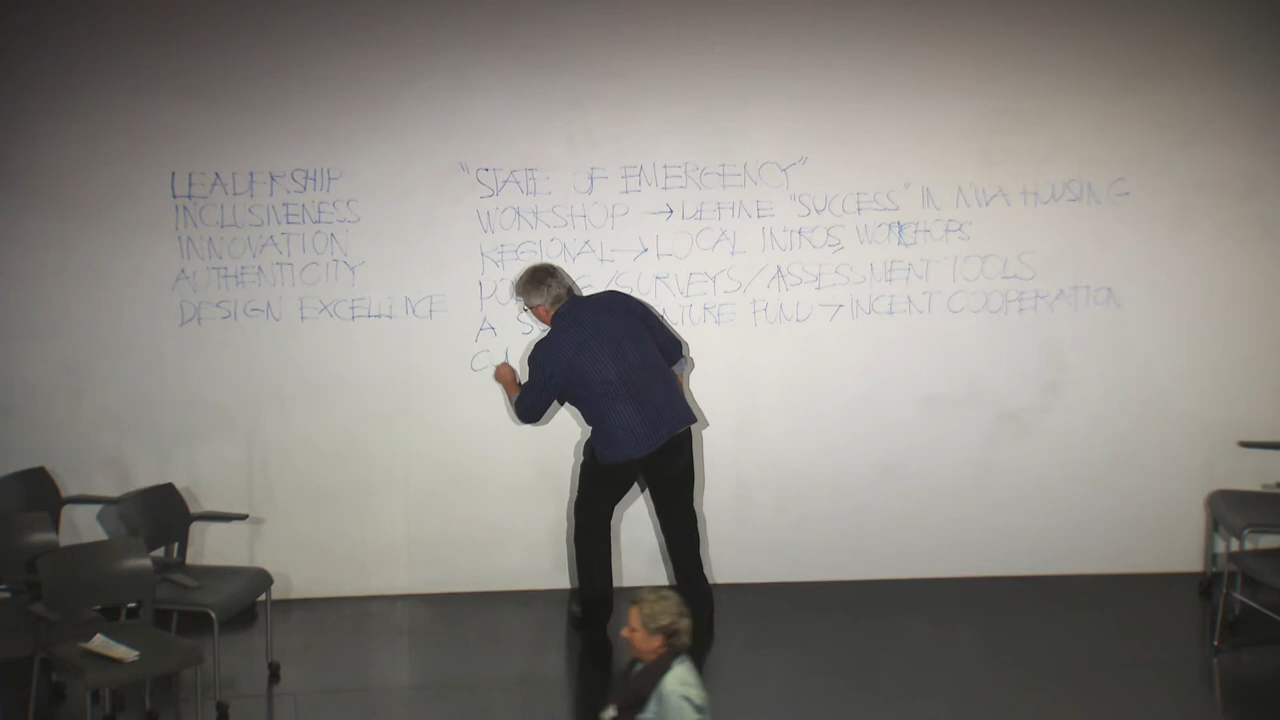 LEADERSHIP
INCLUSIVENESS
INNOVATION
AUTHENTICITY
DESIGN EXCELLENCE
"STATE OF EMERGENCY"
WORKSHOP → DEFINE "SUCCESS" IN NWA HOUSING
REGIONAL → LOCAL INTROS, WORKSHOPS
/SURVEYS/ASSESSMENT TOOLS
A FUND → INCENT COOPERATION